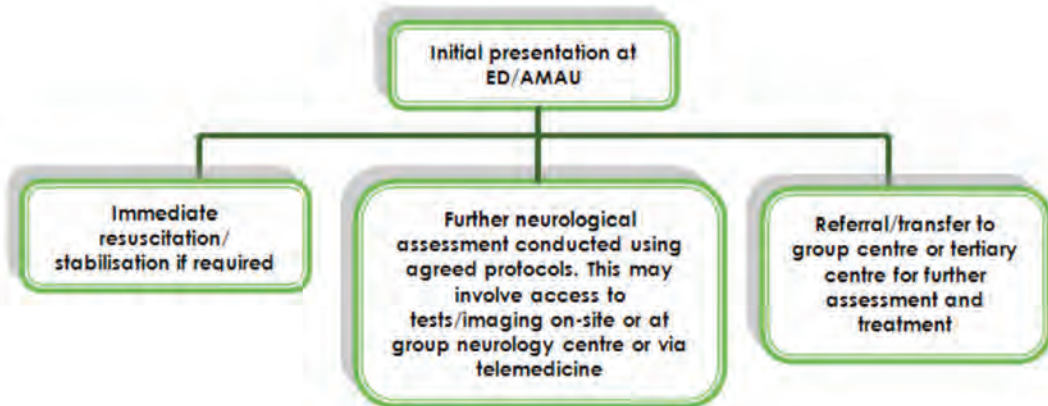 Initial presentation at
ED/AMAU
Immediate
resuscitation/
stabilisation if required
Further neurological
assessment conducted using
agreed protocols. This may
involve access to
tests/imaging on-site or at
group neurology centre or via
telemedicine
Referral/transfer to
group centre or tertiary
centre for further
assessment and
treatment